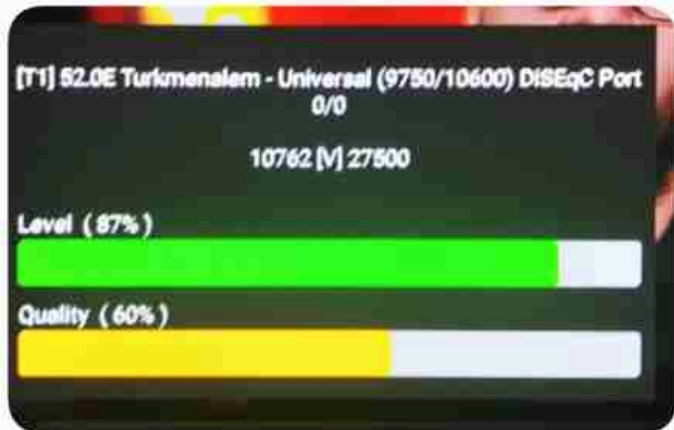 [T1] 52.0E Turkmenalem - Universal (9750/10600) DiSEqC Port
0/0
10762 [V] 27500
Level ( 87% )
Quality ( 60% )